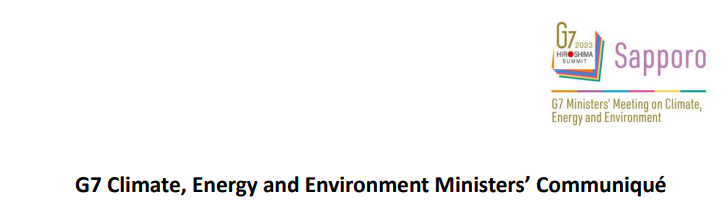 G7 2023
HIROSHIMA
SUMMIT
Sapporo
G7 Ministers' Meeting on Climate,
Energy and Environment
G7 Climate, Energy and Environment Ministers’ Communiqué